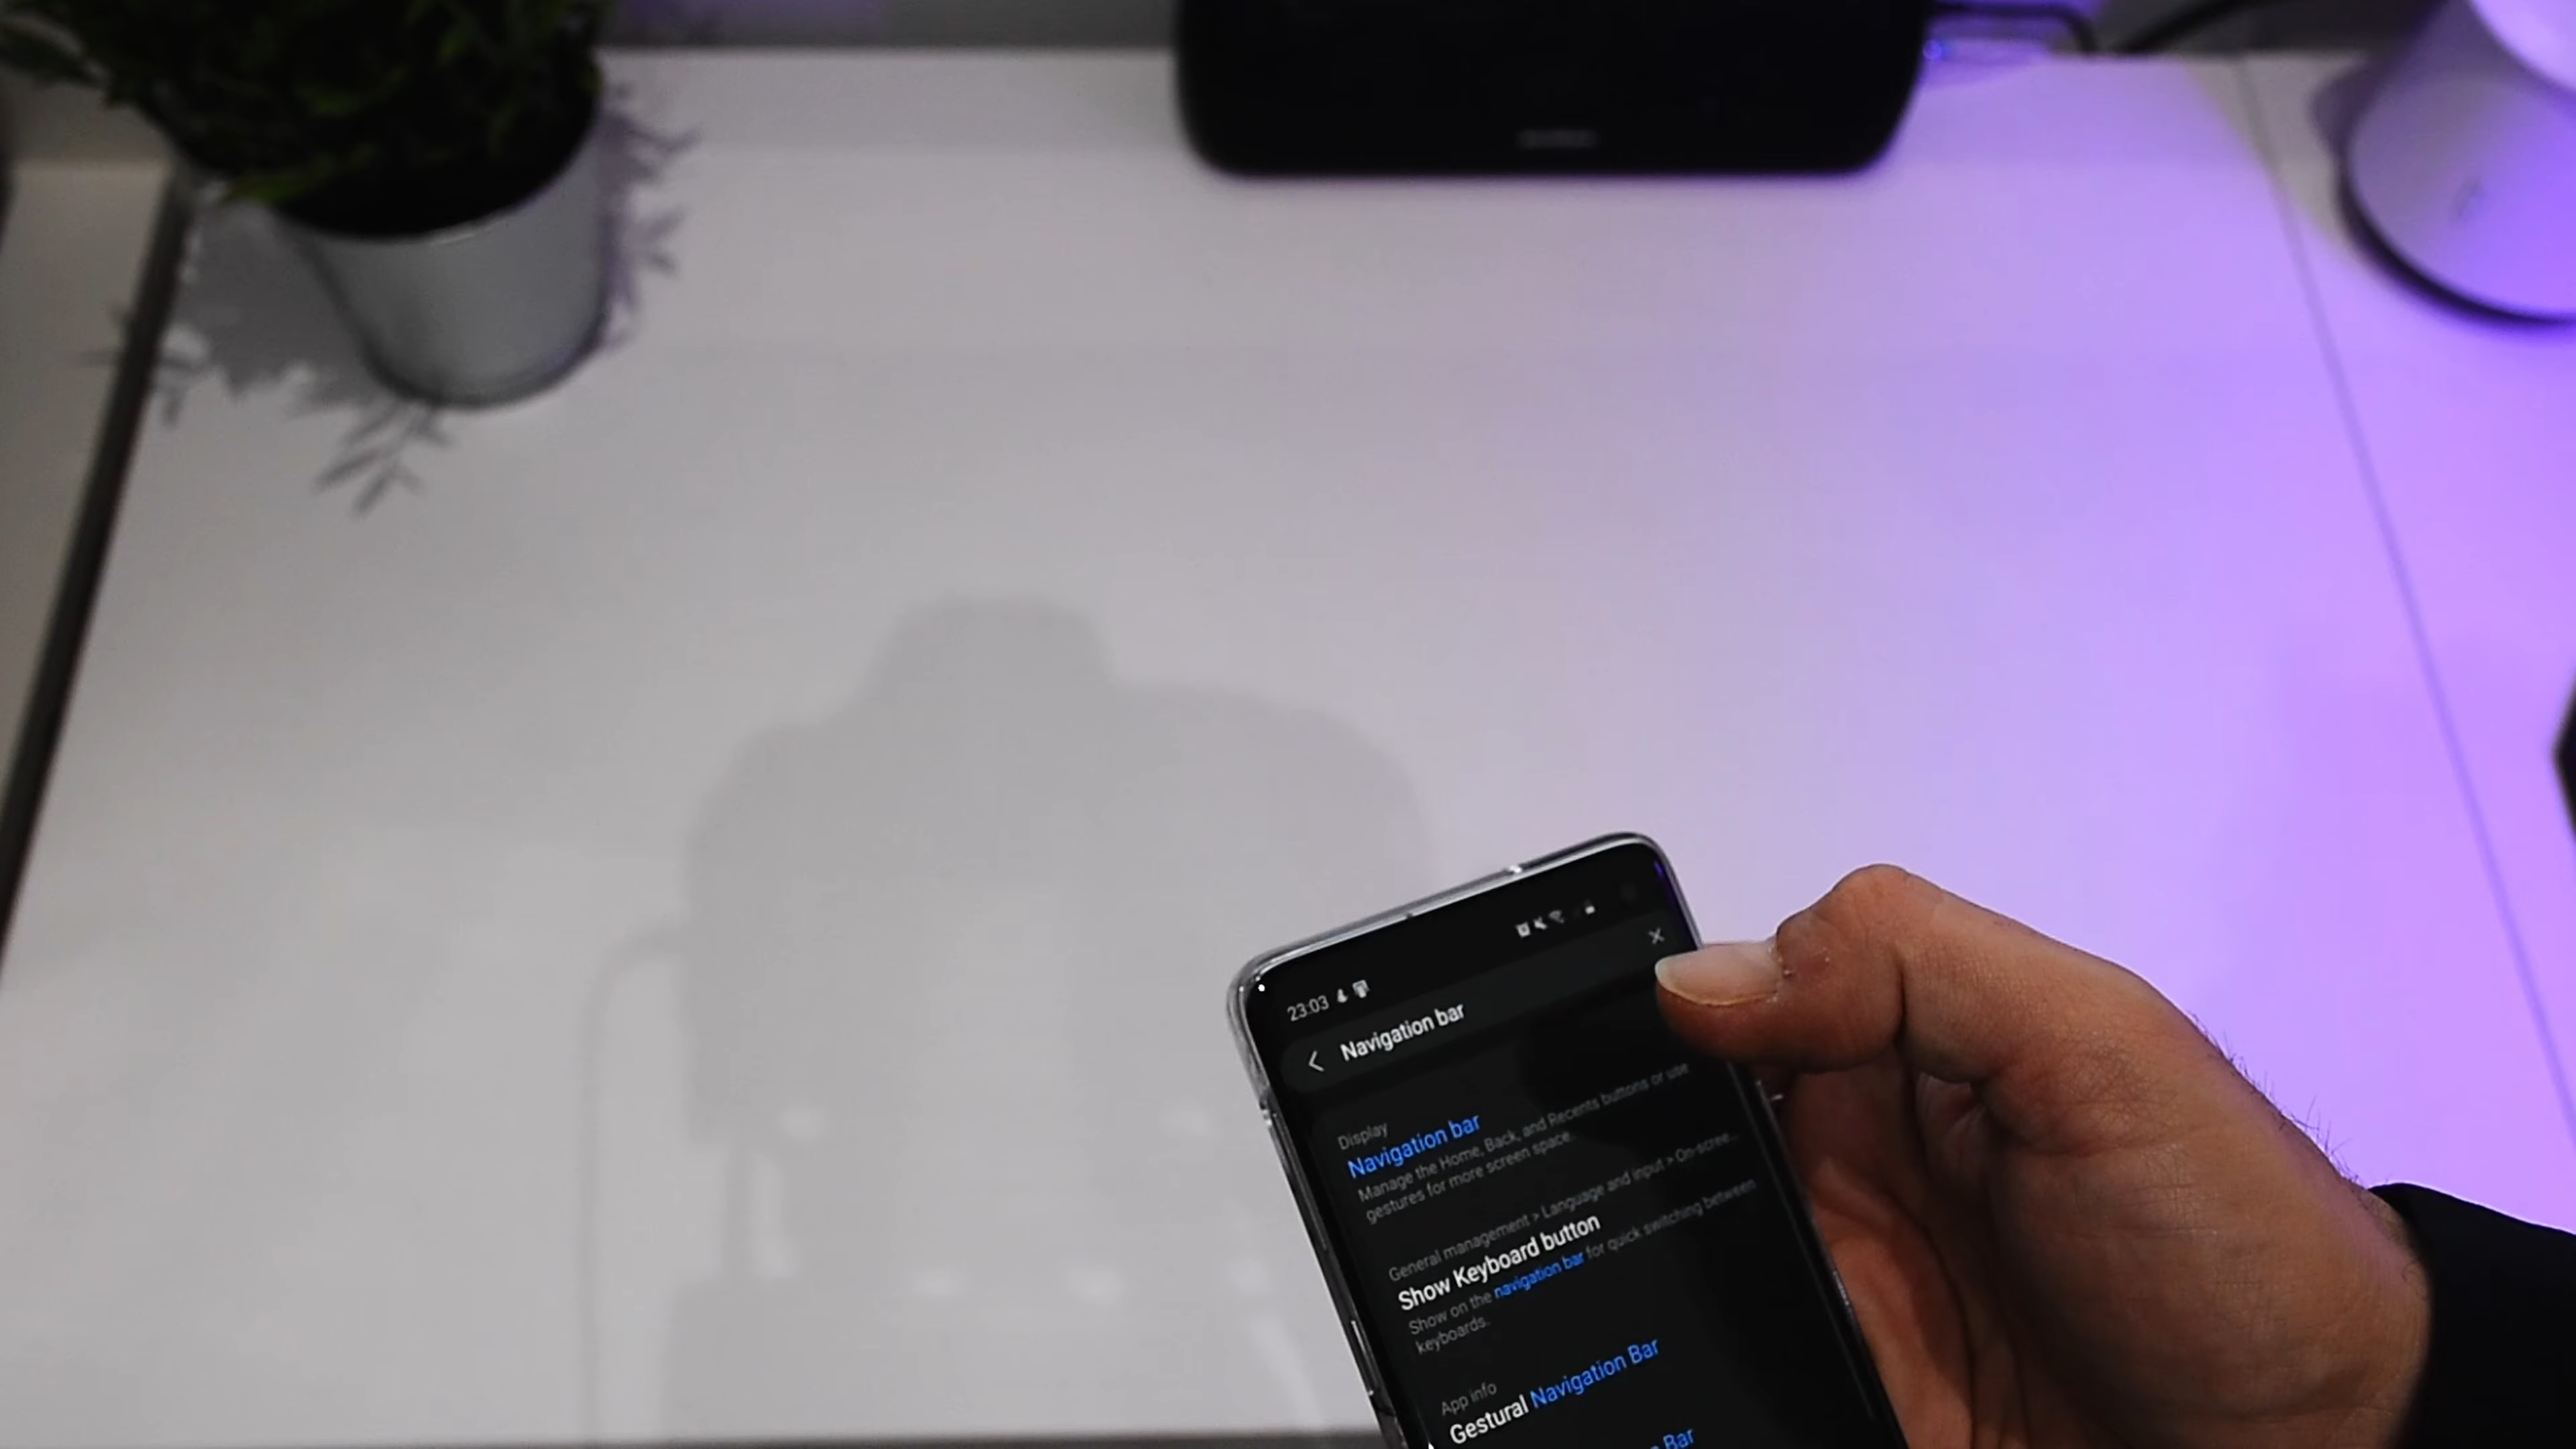 23:03
Navigation bar
Display
Navigation bar
Manage the Home, Back, and Recents buttons or use
gestures for more screen space.
General management > Language and input > On-scree...
Show Keyboard button
Show on the navigation bar for quick switching between
keyboards.
App info
Gestural Navigation Bar
Bar